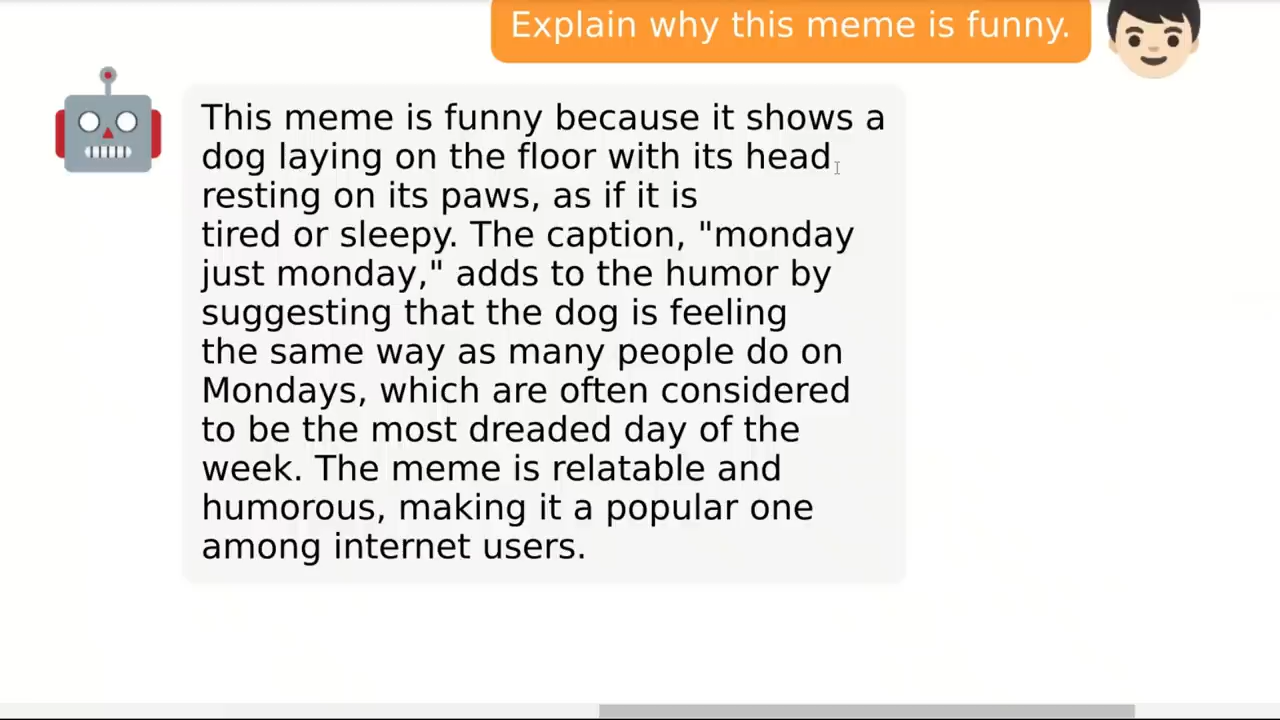 Explain why this meme is funny.
This meme is funny because it shows a
dog laying on the floor with its head
resting on its paws, as if it is
tired or sleepy. The caption, "monday
just monday," adds to the humor by
suggesting that the dog is feeling
the same way as many people do on
Mondays, which are often considered
to be the most dreaded day of the
week. The meme is relatable and
humorous, making it a popular one
among internet users.